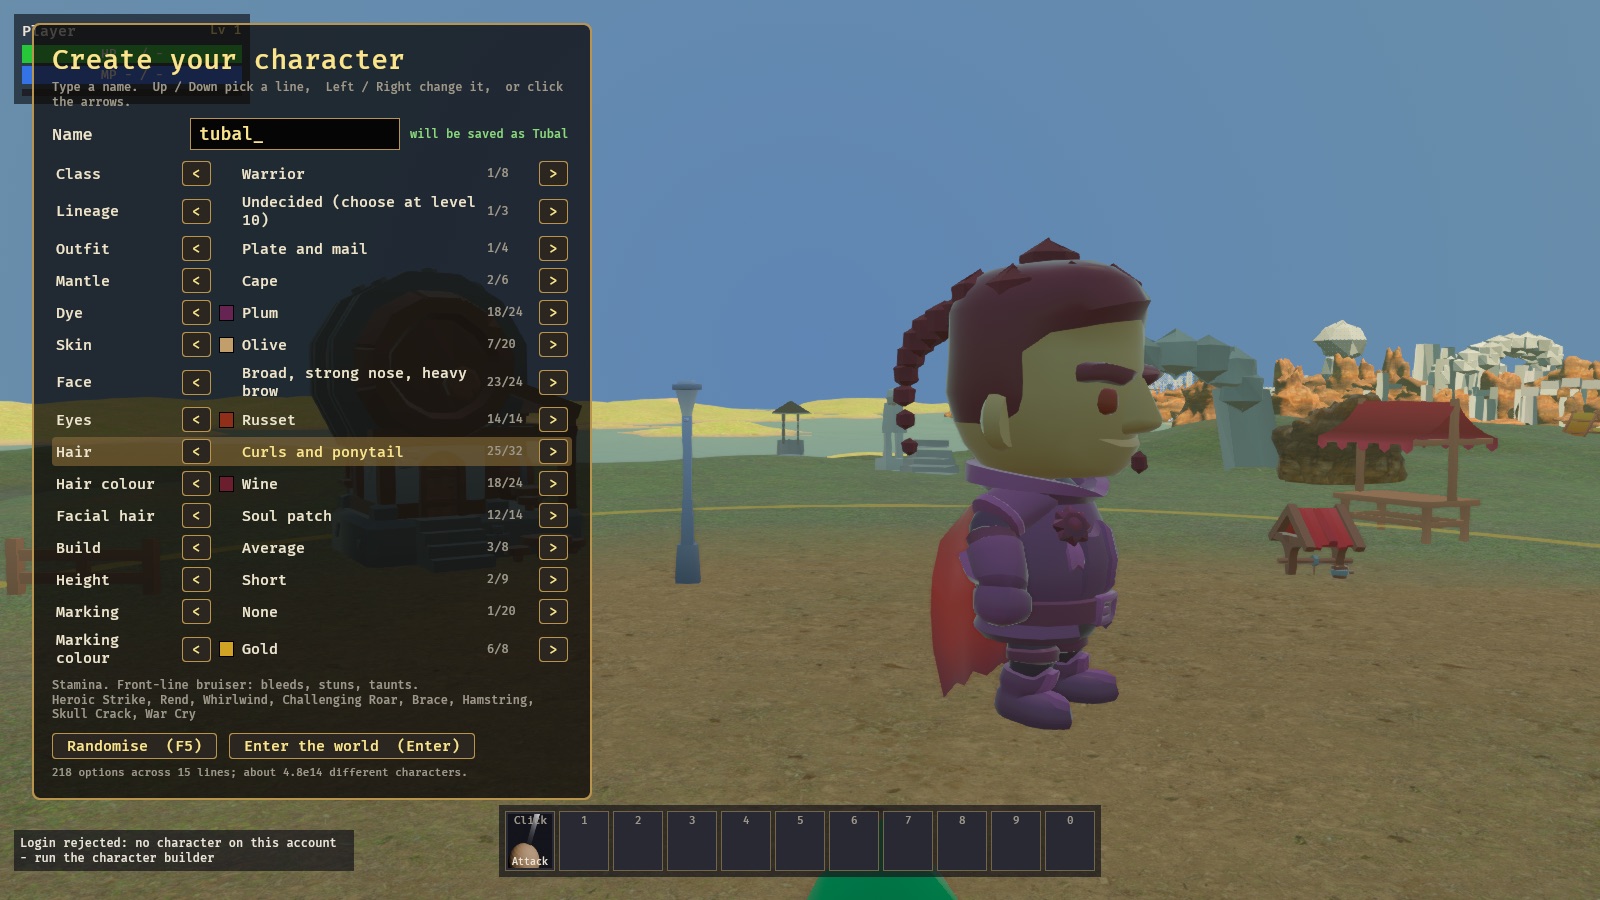 Player Lv 1
MP - / -
Create your character
Type a name. Up / Down pick a line, Left / Right change it, or click
the arrows.
Name tubal_ will be saved as Tubal
Class < Warrior 1/8 >
Lineage < Undecided (choose at level
10) 1/3 >
Outfit < Plate and mail 1/4 >
Mantle < Cape 2/6 >
Dye < Plum 18/24 >
Skin < Olive 7/20 >
Face < Broad, strong nose, heavy
brow 23/24 >
Eyes < Russet 14/14 >
Hair < Curls and ponytail 25/32 >
Hair colour < Wine 18/24 >
Facial hair < Soul patch 12/14 >
Build < Average 3/8 >
Height < Short 2/9 >
Marking < None 1/20 >
Marking
colour < Gold 6/8 >
Stamina. Front-line bruiser: bleeds, stuns, taunts.
Heroic Strike, Rend, Whirlwind, Challenging Roar, Brace, Hamstring,
Skull Crack, War Cry
Randomise (F5) Enter the world (Enter)
218 options across 15 lines; about 4.8e14 different characters.
Click 1 2 3 4 5 6 7 8 9 0
Attack
Login rejected: no character on this account
- run the character builder